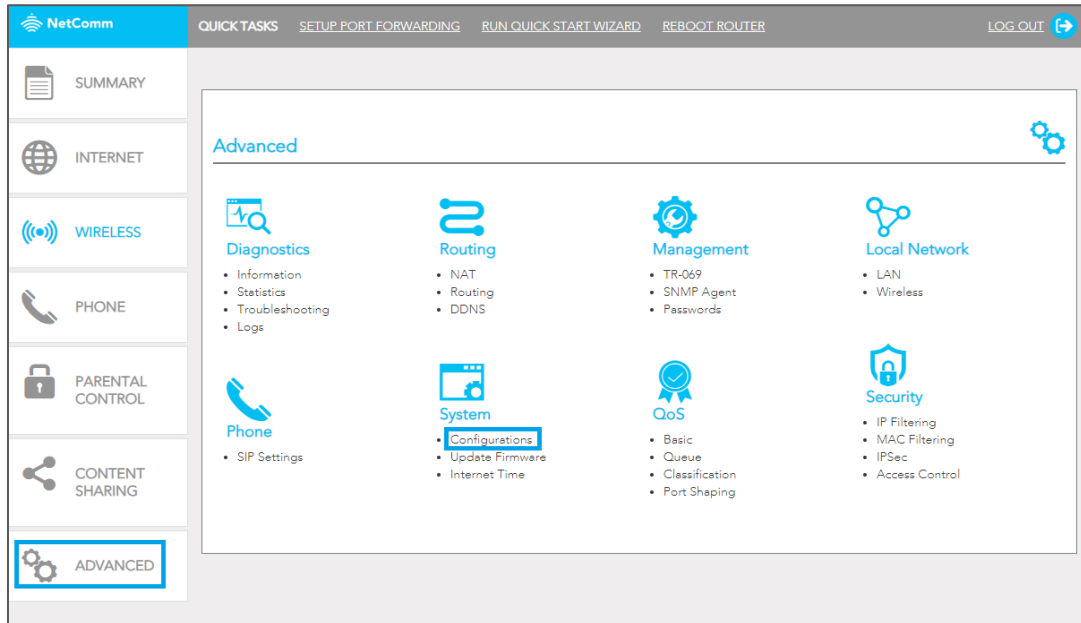 NetComm
QUICK TASKS SETUP PORT FORWARDING RUN QUICK START WIZARD REBOOT ROUTER LOG OUT
SUMMARY
INTERNET
WIRELESS
PHONE
PARENTAL
CONTROL
CONTENT
SHARING
ADVANCED
Advanced
Diagnostics
• Information
• Statistics
• Troubleshooting
• Logs
Routing
• NAT
• Routing
• DDNS
Management
• TR-069
• SNMP Agent
• Passwords
Local Network
• LAN
• Wireless
Phone
• SIP Settings
System
• Configurations
• Update Firmware
• Internet Time
QoS
• Basic
• Queue
• Classification
• Port Shaping
Security
• IP Filtering
• MAC Filtering
• IPSec
• Access Control